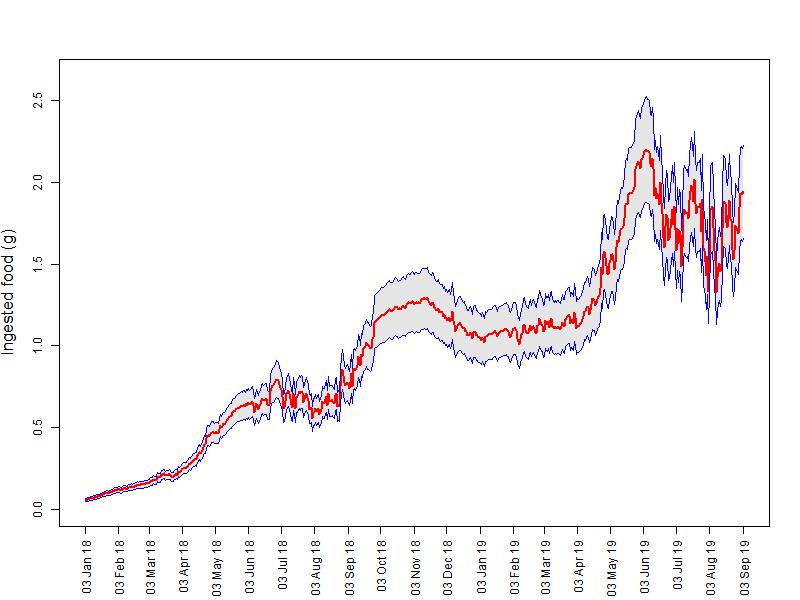 Ingested food (g)
2.5
2.0
1.5
1.0
0.5
0.0
03 Jan 18
03 Feb 18
03 Mar 18
03 Apr 18
03 May 18
03 Jun 18
03 Jul 18
03 Aug 18
03 Sep 18
03 Oct 18
03 Nov 18
03 Dec 18
03 Jan 19
03 Feb 19
03 Mar 19
03 Apr 19
03 May 19
03 Jun 19
03 Jul 19
03 Aug 19
03 Sep 19